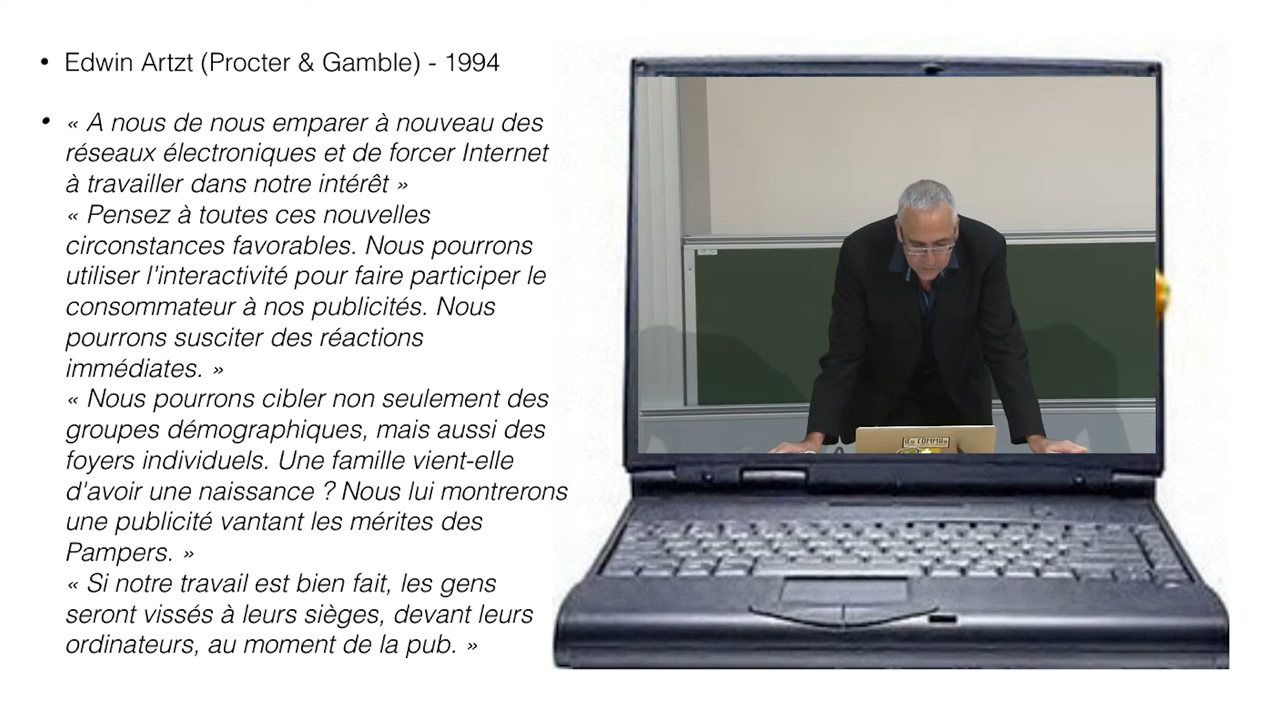 • Edwin Artzt (Procter & Gamble) - 1994
• « A nous de nous emparer à nouveau des
réseaux électroniques et de forcer Internet
à travailler dans notre intérêt »
« Pensez à toutes ces nouvelles
circonstances favorables. Nous pourrons
utiliser l'interactivité pour faire participer le
consommateur à nos publicités. Nous
pourrons susciter des réactions
immédiates. »
« Nous pourrons cibler non seulement des
groupes démographiques, mais aussi des
foyers individuels. Une famille vient-elle
d'avoir une naissance ? Nous lui montrerons
une publicité vantant les mérites des
Pampers. »
« Si notre travail est bien fait, les gens
seront vissés à leurs sièges, devant leurs
ordinateurs, au moment de la pub. »